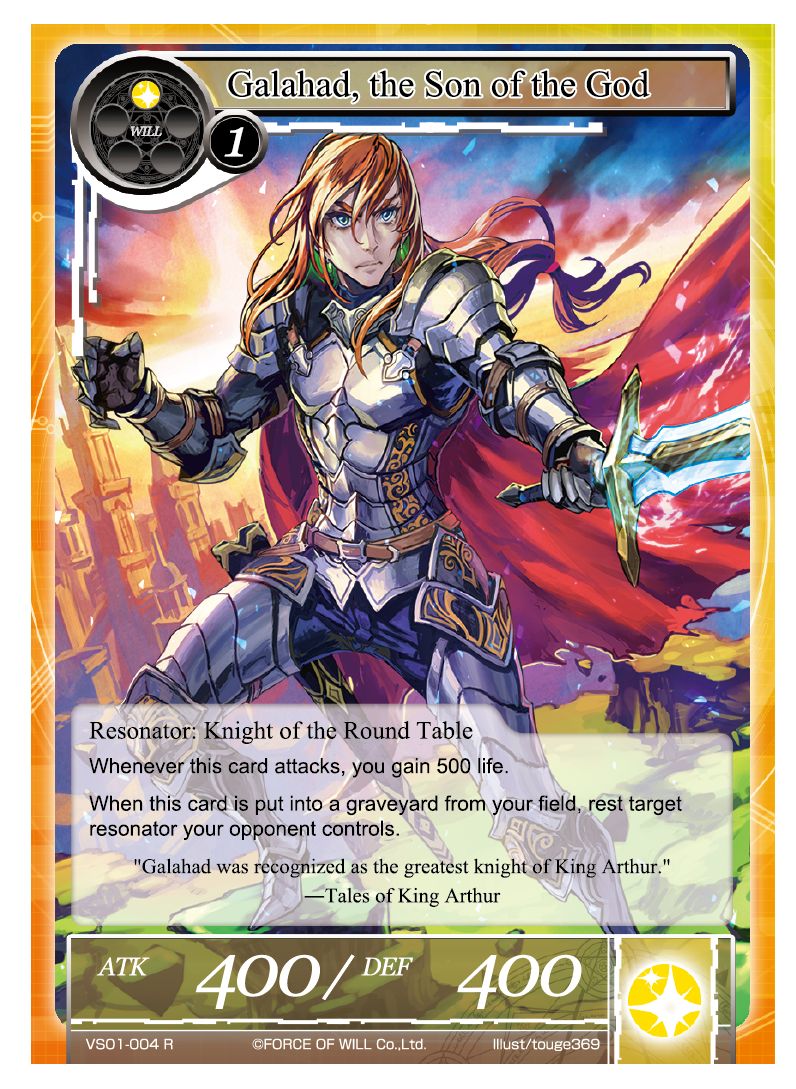 Galahad, the Son of the God
WILL
1
Resonator: Knight of the Round Table
Whenever this card attacks, you gain 500 life.
When this card is put into a graveyard from your field, rest target
resonator your opponent controls.
"Galahad was recognized as the greatest knight of King Arthur."
—Tales of King Arthur
ATK 400 / DEF 400
VS01-004 R ©FORCE OF WILL Co.,Ltd. Illust/touge369